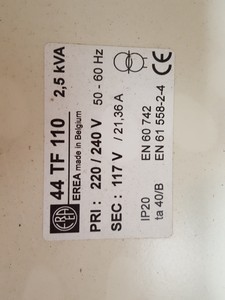 44 TF 110 2,5 kVA
EREA made in Belgium
PRI : 220 / 240 V 50 - 60 Hz
SEC : 117 V / 21,36 A
IP20 EN 60 742
ta 40/B EN 61 558-2-4